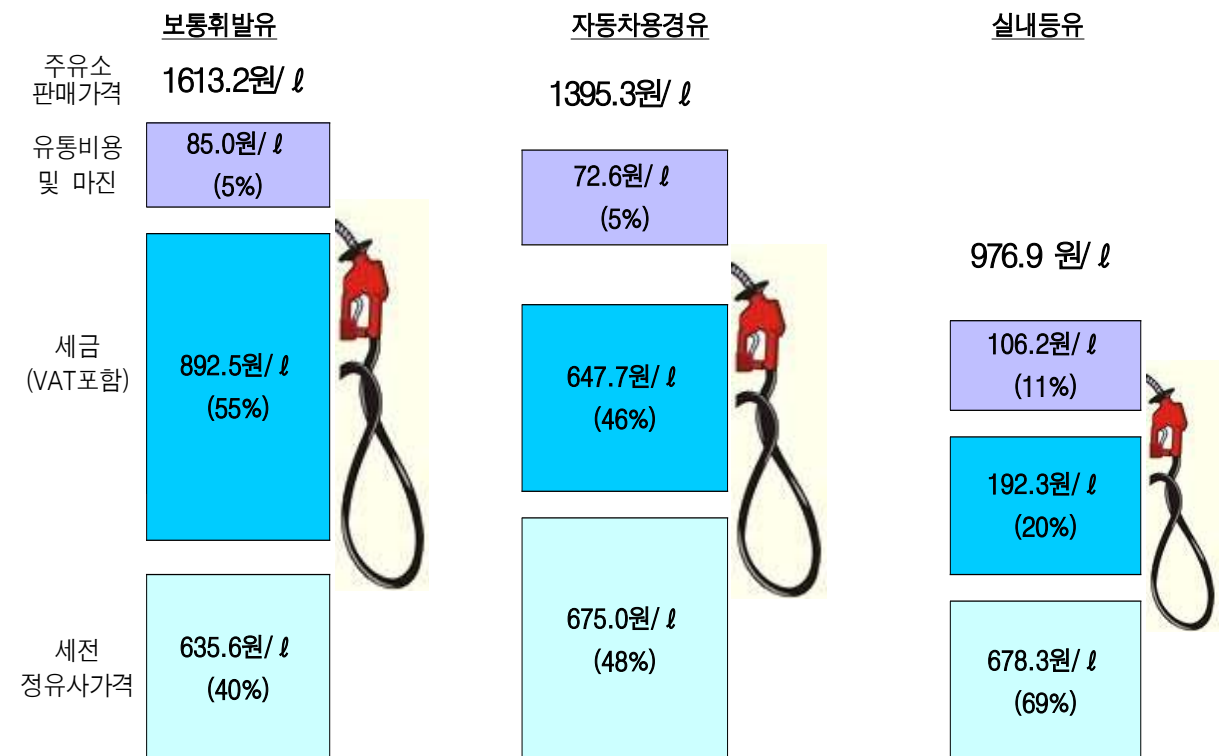 보통휘발유
자동차용경유
실내등유
주유소
판매가격
1613.2원/ ℓ
1395.3원/ ℓ
976.9 원/ ℓ
유통비용
및 마진
85.0원/ ℓ
(5%)
72.6원/ ℓ
(5%)
106.2원/ ℓ
(11%)
세금
(VAT포함)
892.5원/ ℓ
(55%)
647.7원/ ℓ
(46%)
192.3원/ ℓ
(20%)
세전
정유사가격
635.6원/ ℓ
(40%)
675.0원/ ℓ
(48%)
678.3원/ ℓ
(69%)